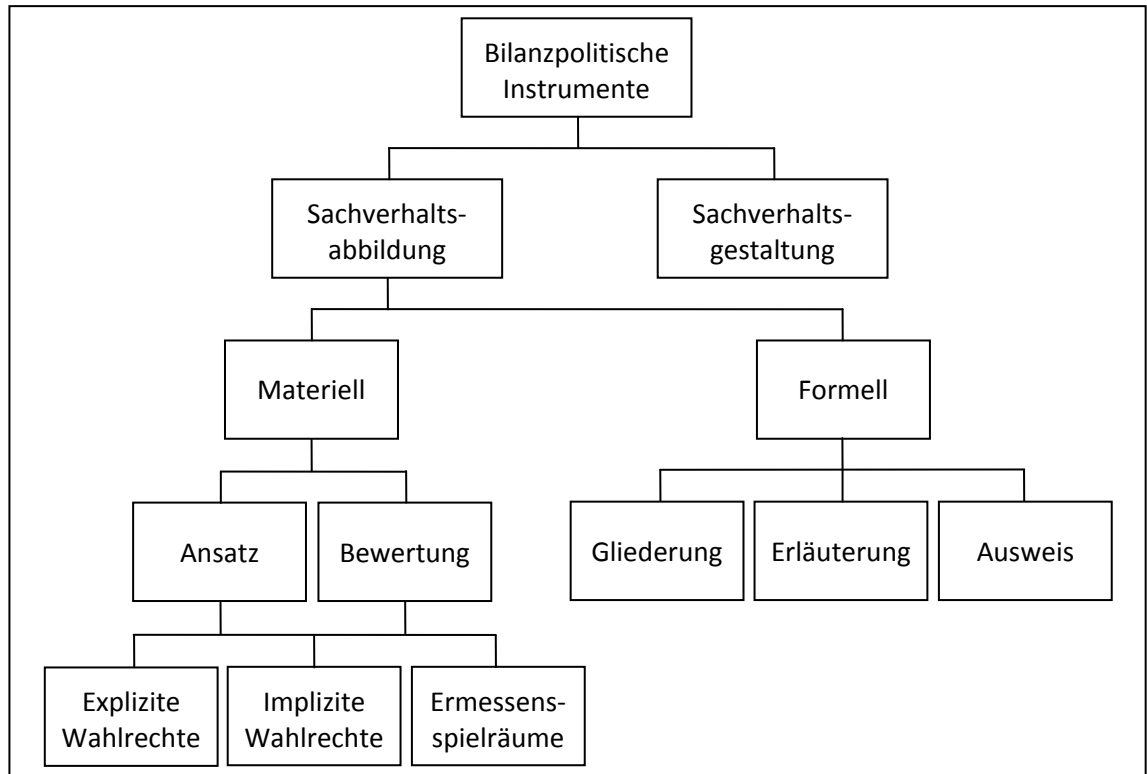 Bilanzpolitische
Instrumente
Sachverhalts-
abbildung
Sachverhalts-
gestaltung
Materiell
Formell
Ansatz
Bewertung
Gliederung
Erläuterung
Ausweis
Explizite
Wahlrechte
Implizite
Wahlrechte
Ermessens-
spielräume